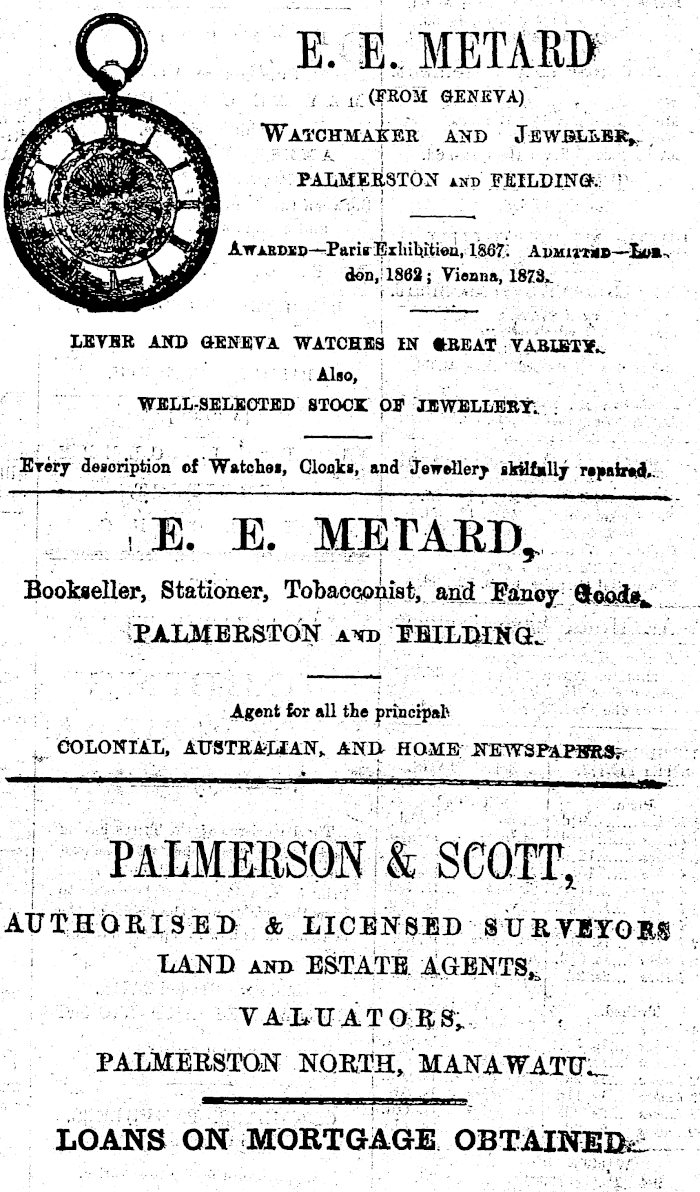 E. E. METARD
(FROM GENEVA)
WATCHMAKER AND JEWELLER,
PALMERSTON AND FEILDING.
AWARDED—Paris Exhibition, 1867. ADMITTED—Lon-
don, 1862; Vienna, 1873.
LEVER AND GENEVA WATCHES IN GREAT VARIETY.
Also,
WELL-SELECTED STOCK OF JEWELLERY.
Every description of Watches, Clocks, and Jewellery skilfully repaired.
E. E. METARD,
Bookseller, Stationer, Tobacconist, and Fancy Goods,
PALMERSTON AND FEILDING.
Agent for all the principal
COLONIAL, AUSTRALIAN, AND HOME NEWSPAPERS.
PALMERSON & SCOTT,
AUTHORISED & LICENSED SURVEYORS
LAND AND ESTATE AGENTS,
VALUATORS,
PALMERSTON NORTH, MANAWATU.
LOANS ON MORTGAGE OBTAINED.